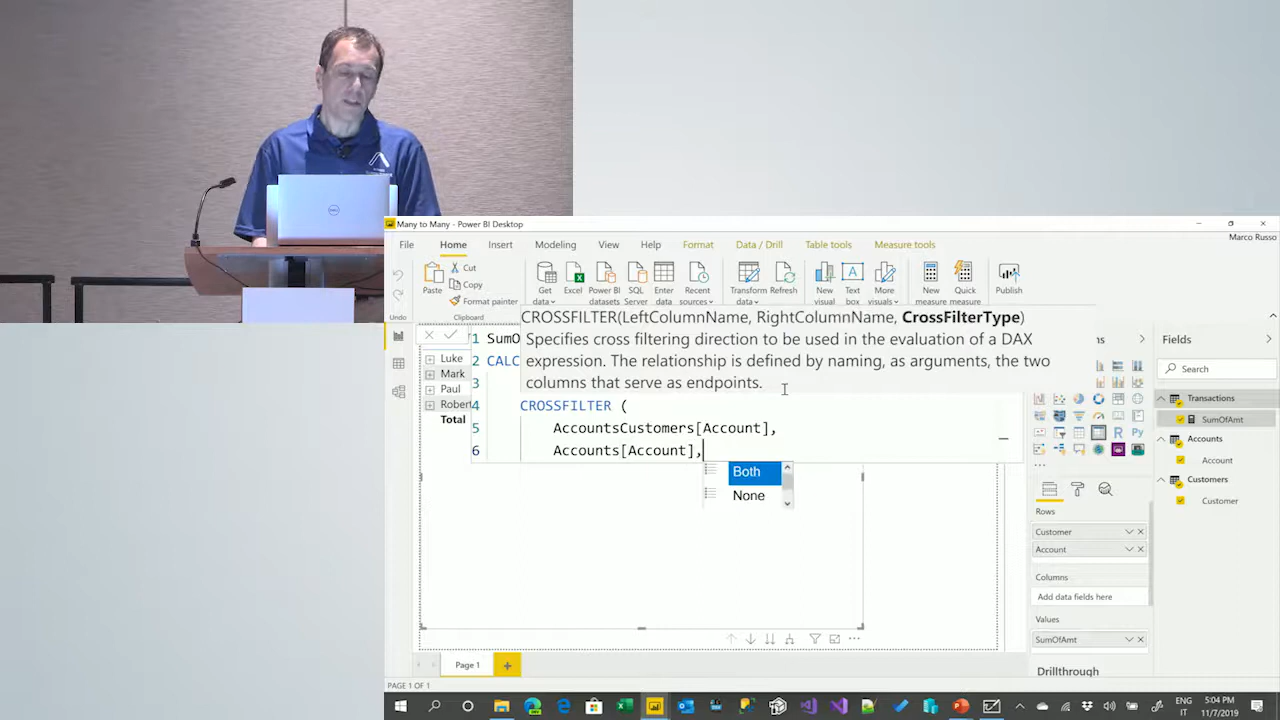 DELL
Many to Many - Power BI Desktop
Marco Russo
File Home Insert Modeling View Help Format Data / Drill Table tools Measure tools
Paste
Cut
Copy
Format painter
Get data
Excel
Power BI datasets
SQL Server
Enter data
Recent sources
Transform data
Refresh
New visual
Text box
More visuals
New measure
Quick measure
Publish
Undo
Clipboard
CROSSFILTER(LeftColumnName, RightColumnName, CrossFilterType)
Specifies cross filtering direction to be used in the evaluation of a DAX
expression. The relationship is defined by naming, as arguments, the two
columns that serve as endpoints.
1 SumO
2 CALC
3
4 CROSSFILTER (
5 AccountsCustomers[Account],
6 Accounts[Account],
Both
None
Luke
Mark
Paul
Robert
Total
ns
Fields
Search
Transactions
SumOfAmt
Accounts
Account
Customers
Customer
R Py
Rows
Customer
Account
Columns
Add data fields here
Values
SumOfAmt
Drillthrough
Page 1
PAGE 1 OF 1
ENG
IT
5:04 PM
11/7/2019